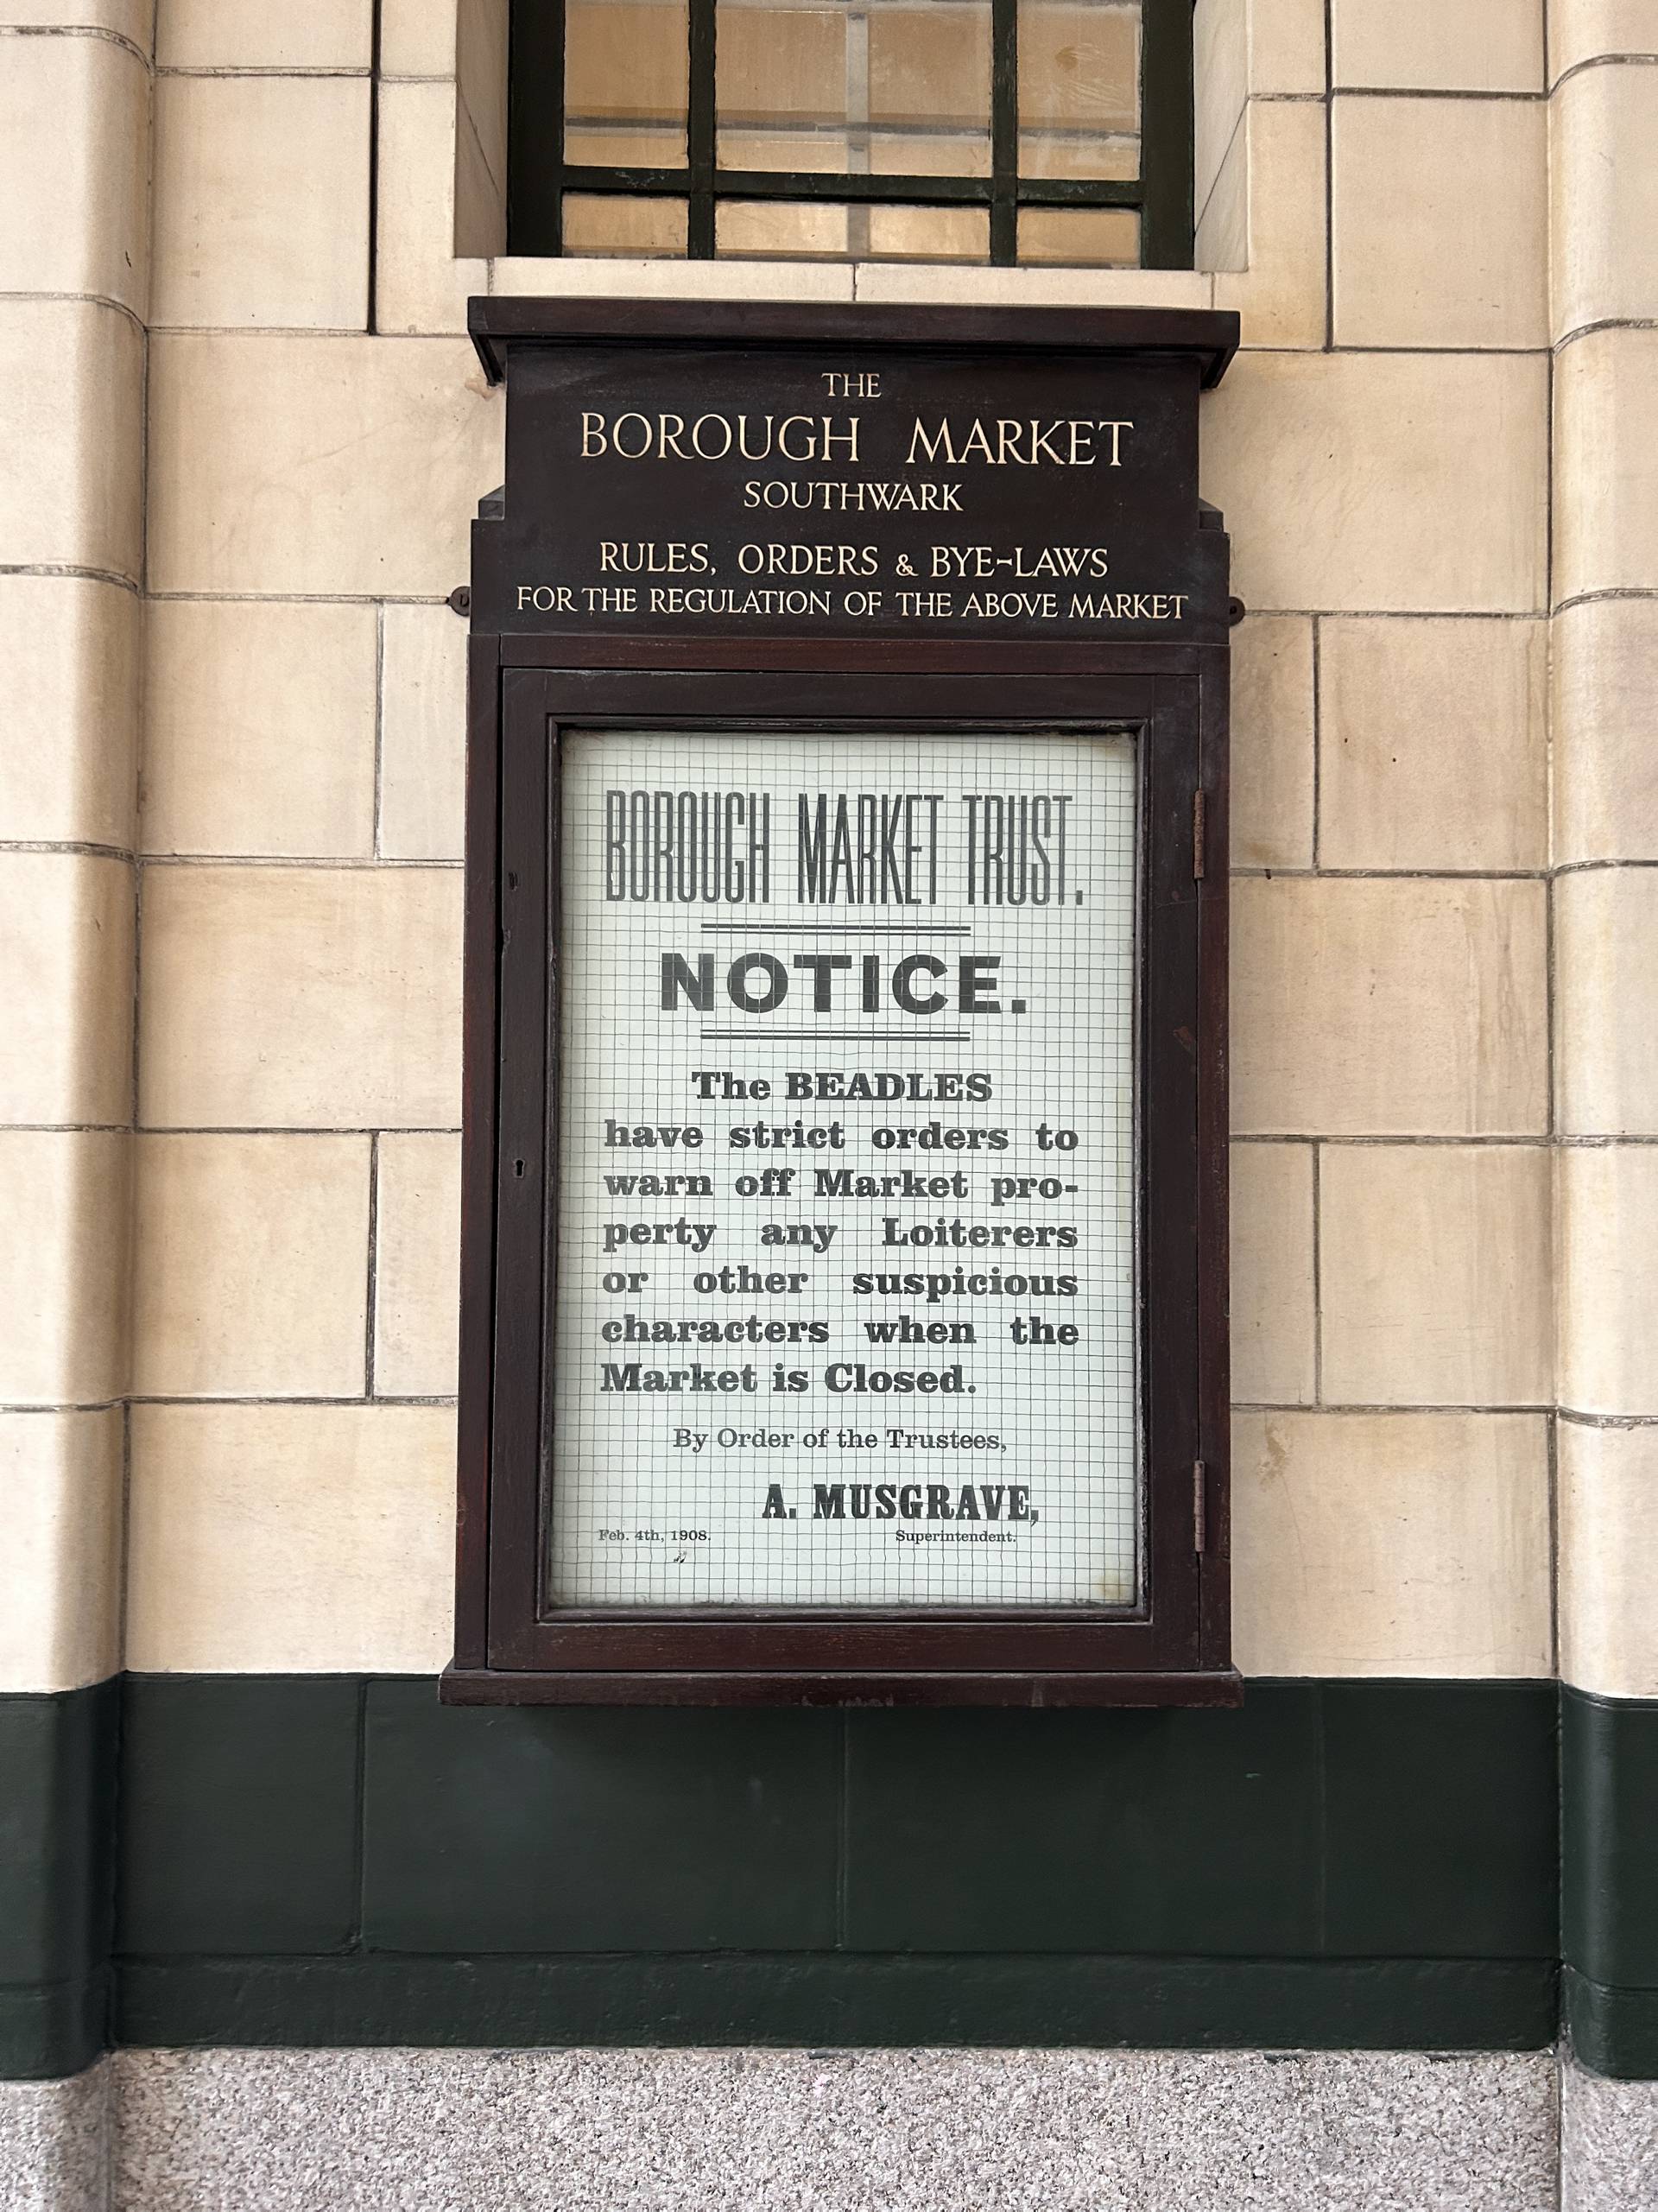 THE
BOROUGH MARKET
SOUTHWARK
RULES, ORDERS & BYE-LAWS
FOR THE REGULATION OF THE ABOVE MARKET
BOROUGH MARKET TRUST.
NOTICE.
The BEADLES
have strict orders to
warn off Market pro-
perty any Loiterers
or other suspicious
characters when the
Market is Closed.
By Order of the Trustees,
A. MUSGRAVE,
Feb. 4th, 1908. Superintendent.